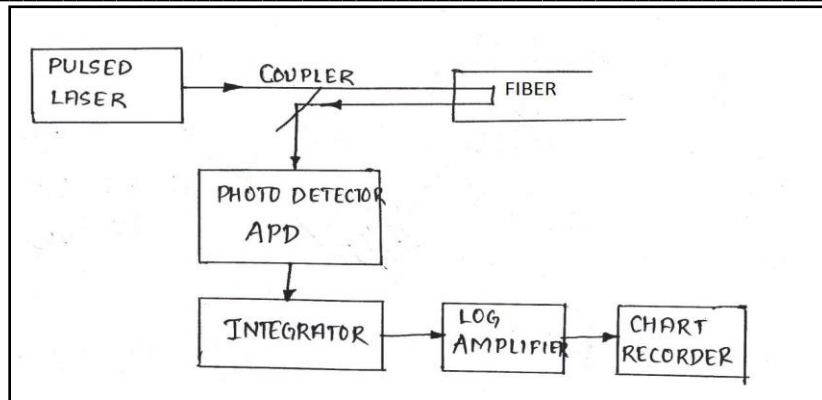 PULSED
LASER
COUPLER
FIBER
PHOTO DETECTOR
APD
INTEGRATOR
LOG
AMPLIFIER
CHART
RECORDER